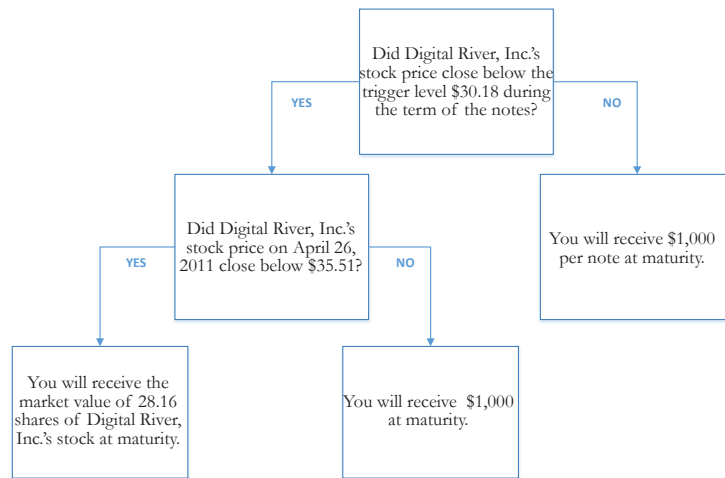 Did Digital River, Inc.'s
stock price close below the
trigger level $30.18 during
the term of the notes?
YES
NO
Did Digital River, Inc.'s
stock price on April 26,
2011 close below $35.51?
You will receive $1,000
per note at maturity.
YES
NO
You will receive the
market value of 28.16
shares of Digital River,
Inc.'s stock at maturity.
You will receive $1,000
at maturity.